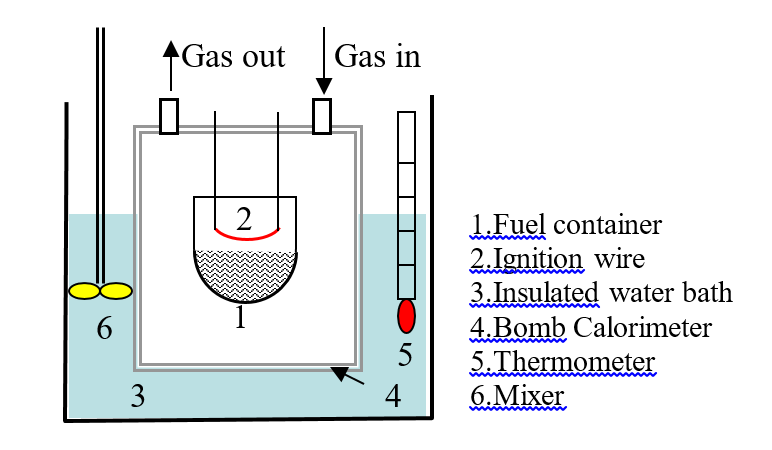 Gas out
Gas in
2
1
6
5
3
4
1.Fuel container
2.Ignition wire
3.Insulated water bath
4.Bomb Calorimeter
5.Thermometer
6.Mixer